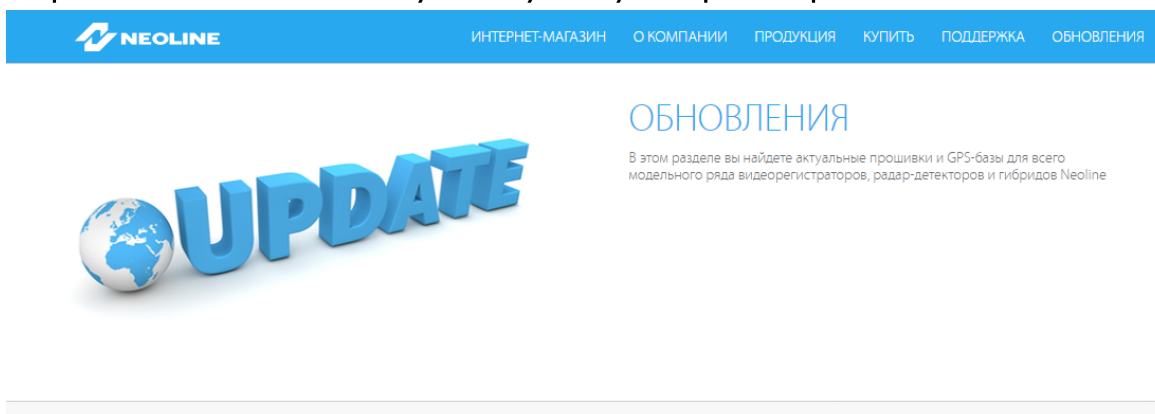 NEOLINE
ИНТЕРНЕТ-МАГАЗИН О КОМПАНИИ ПРОДУКЦИЯ КУПИТЬ ПОДДЕРЖКА ОБНОВЛЕНИЯ
UPDATE
ОБНОВЛЕНИЯ
В этом разделе вы найдете актуальные прошивки и GPS-базы для всего
модельного ряда видеорегистраторов, радар-детекторов и гибридов Neoline